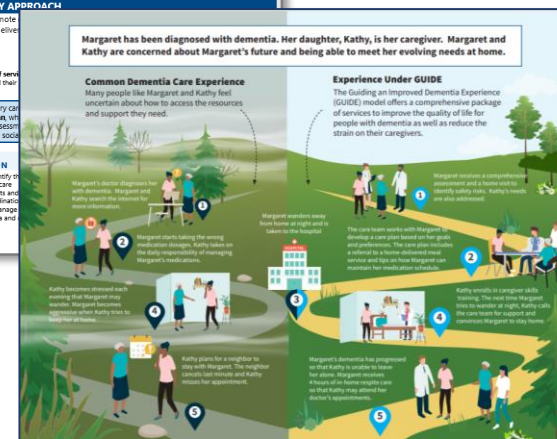 Y APPROACH
Margaret has been diagnosed with dementia. Her daughter, Kathy, is her caregiver. Margaret and
Kathy are concerned about Margaret's future and being able to meet her evolving needs at home.
Common Dementia Care Experience
Many people like Margaret and Kathy feel
uncertain about how to access the resources
and support they need.
Experience Under GUIDE
The Guiding an Improved Dementia Experience
(GUIDE) model offers a comprehensive package
of services to improve the quality of life for
people with dementia as well as reduce the
strain on their caregivers.
Margaret's doctor diagnoses her
with dementia. Margaret and
Kathy search the internet for
more information.
1
Margaret starts taking the wrong
medication dosages. Kathy takes on
the daily responsibility of managing
Margaret's medications.
2
Margaret wanders away
from home at night and is
taken to the hospital
HOSPITAL
3
Kathy becomes stressed each
evening that Margaret may
wander. Margaret becomes
aggressive when Kathy tries to
keep her at home.
4
Kathy plans for a neighbor to
stay with Margaret. The neighbor
cancels last minute and Kathy
misses her appointment.
5
Margaret receives a comprehensive
assessment and a home visit to
identify safety risks. Kathy's needs
are also addressed.
1
The care team works with Margaret to
develop a care plan based on her goals
and preferences. The care plan includes
a referral to a home-delivered meal
service and tips on how Margaret can
maintain her medication schedule.
2
Kathy enrolls in caregiver skills
training. The next time Margaret
tries to wander at night, Kathy calls
the care team for support and
convinces Margaret to stay home.
4
Margaret's dementia has progressed
so that Kathy is unable to leave
her alone. Margaret receives
4 hours of in-home respite care
so that Kathy may attend her
doctor's appointments.
5